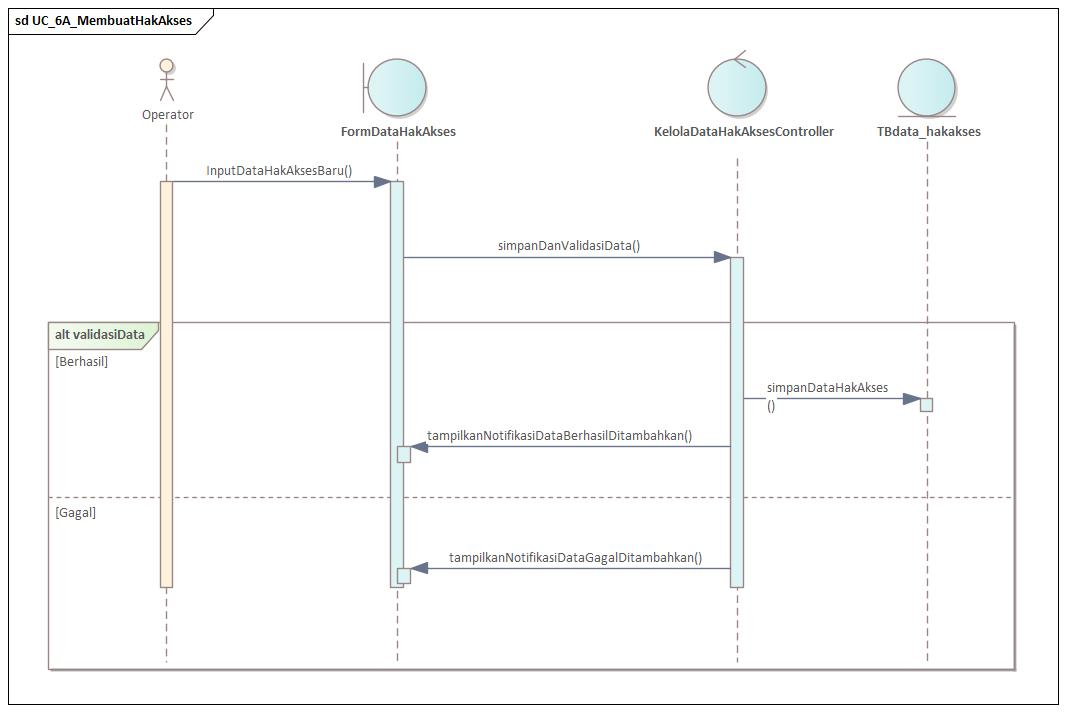 sd UC_6A_MembuatHakAkses
Operator
FormDataHakAkses
KelolaDataHakAksesController
TBdata_hakakses
InputDataHakAksesBaru()
simpanDanValidasiData()
alt validasiData
[Berhasil]
simpanDataHakAkses
()
tampilkanNotifikasiDataBerhasilDitambahkan()
[Gagal]
tampilkanNotifikasiDataGagalDitambahkan()